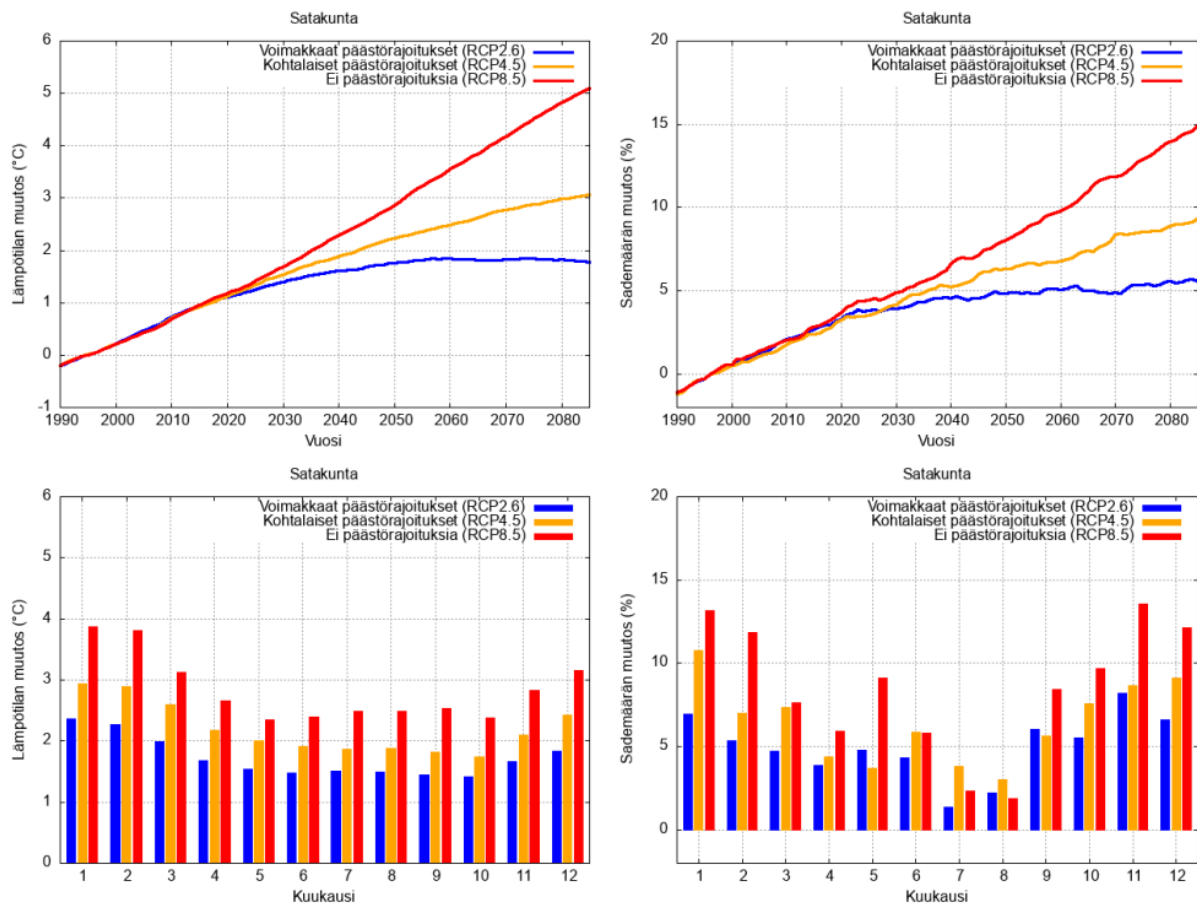 Satakunta
Voimakkaat päästörajoitukset (RCP2.6)
Kohtalaiset päästörajoitukset (RCP4.5)
Ei päästörajoituksia (RCP8.5)
Lämpötilan muutos (°C)
6
5
4
3
2
1
0
-1
1990 2000 2010 2020 2030 2040 2050 2060 2070 2080
Vuosi
Satakunta
Voimakkaat päästörajoitukset (RCP2.6)
Kohtalaiset päästörajoitukset (RCP4.5)
Ei päästörajoituksia (RCP8.5)
Sademäärän muutos (%)
20
15
10
5
0
1990 2000 2010 2020 2030 2040 2050 2060 2070 2080
Vuosi
Satakunta
Voimakkaat päästörajoitukset (RCP2.6)
Kohtalaiset päästörajoitukset (RCP4.5)
Ei päästörajoituksia (RCP8.5)
Lämpötilan muutos (°C)
6
5
4
3
2
1
0
1 2 3 4 5 6 7 8 9 10 11 12
Kuukausi
Satakunta
Voimakkaat päästörajoitukset (RCP2.6)
Kohtalaiset päästörajoitukset (RCP4.5)
Ei päästörajoituksia (RCP8.5)
Sademäärän muutos (%)
20
15
10
5
0
1 2 3 4 5 6 7 8 9 10 11 12
Kuukausi